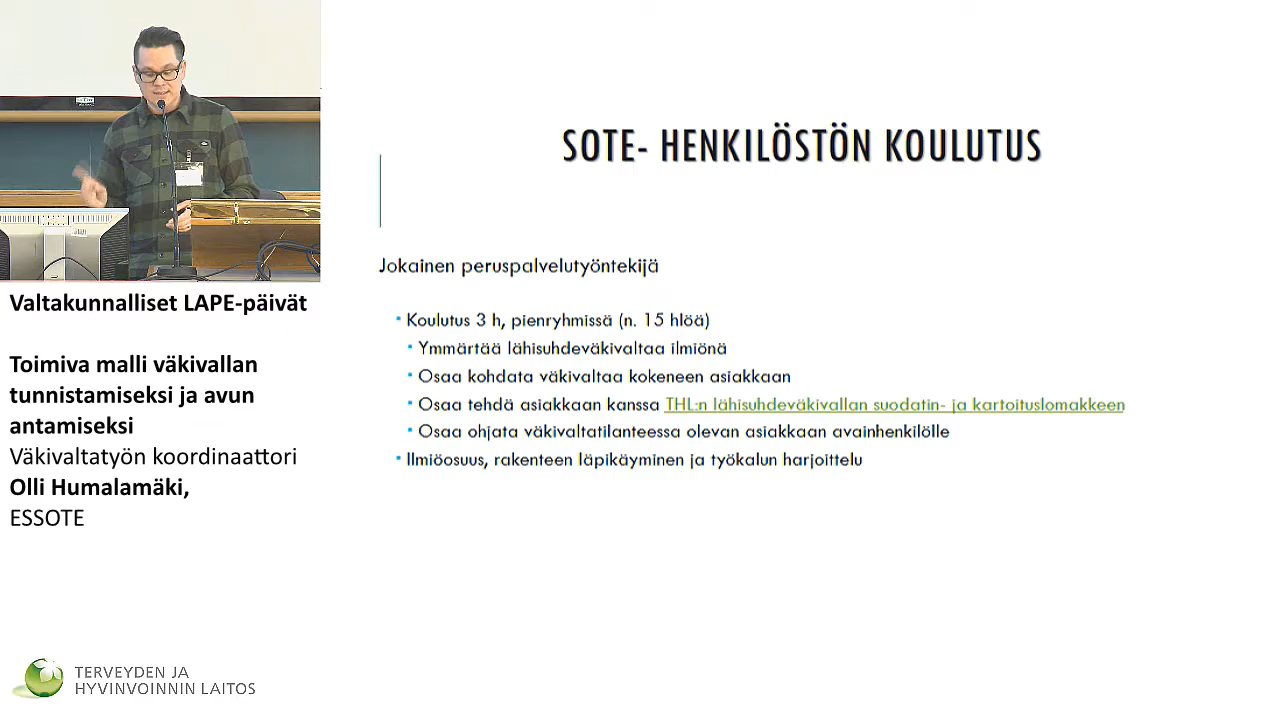 SOTE- HENKILÖSTÖN KOULUTUS
Jokainen peruspalvelutyöntekijä
Koulutus 3 h, pienryhmissä (n. 15 hlöä)
Ymmärtää lähisuhdeväkivaltaa ilmiönä
Osaa kohdata väkivaltaa kokeneen asiakkaan
Osaa tehdä asiakkaan kanssa THL:n lähisuhdeväkivallan suodatin- ja kartoituslomakkeen
Osaa ohjata väkivaltatilanteessa olevan asiakkaan avainhenkilölle
Ilmiöosuus, rakenteen läpikäyminen ja työkalun harjoittelu
Valtakunnalliset LAPE-päivät
Toimiva malli väkivallan
tunnistamiseksi ja avun
antamiseksi
Väkivaltatyön koordinaattori
Olli Humalamäki,
ESSOTE
TERVEYDEN JA
HYVINVOINNIN LAITOS